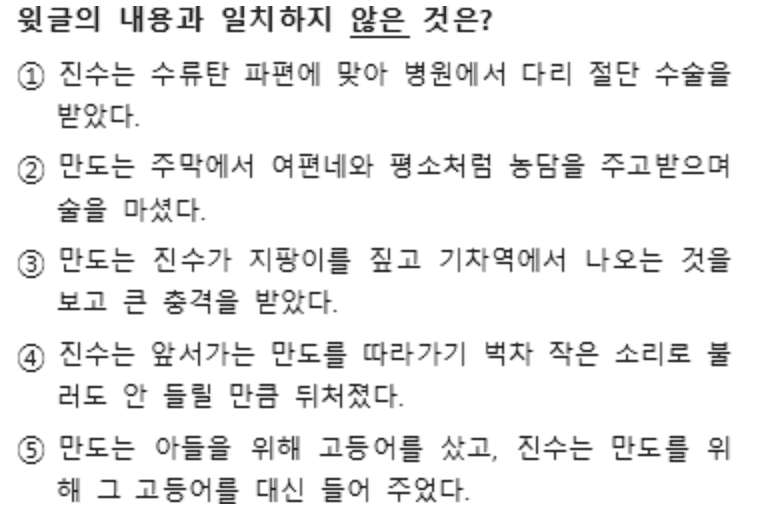 윗글의 내용과 일치하지 않은 것은?
① 진수는 수류탄 파편에 맞아 병원에서 다리 절단 수술을
받았다.
② 만도는 주막에서 여편네와 평소처럼 농담을 주고받으며
술을 마셨다.
③ 만도는 진수가 지팡이를 짚고 기차역에서 나오는 것을
보고 큰 충격을 받았다.
④ 진수는 앞서가는 만도를 따라가기 벅차 작은 소리로 불
러도 안 들릴 만큼 뒤처졌다.
⑤ 만도는 아들을 위해 고등어를 샀고, 진수는 만도를 위
해 그 고등어를 대신 들어 주었다.